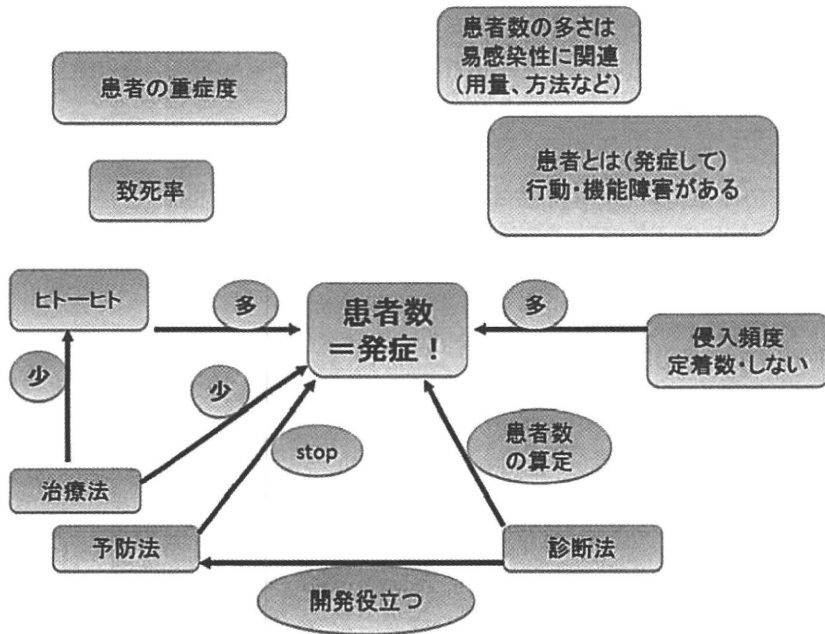 患者数の多さは
易感染性に関連
(用量、方法など)
患者の重症度
患者とは(発症して)
行動・機能障害がある
致死率
ヒトーヒト
多
患者数
＝発症！
多
侵入頻度
定着数・しない
少
少
stop
患者数
の算定
治療法
予防法
診断法
開発役立つ